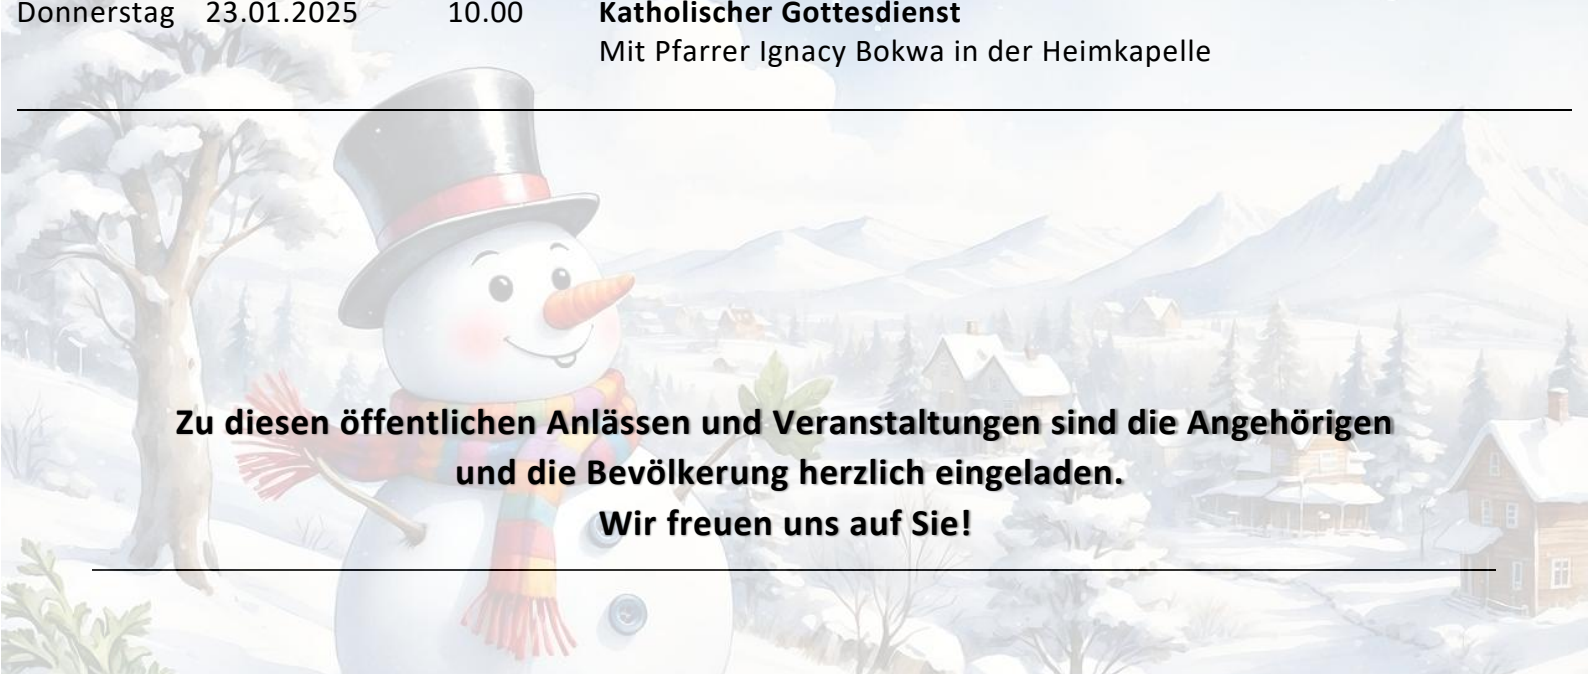 Donnerstag 23.01.2025 10.00 Katholischer Gottesdienst
Mit Pfarrer Ignacy Bokwa in der Heimkapelle
Zu diesen öffentlichen Anlässen und Veranstaltungen sind die Angehörigen
und die Bevölkerung herzlich eingeladen.
Wir freuen uns auf Sie!